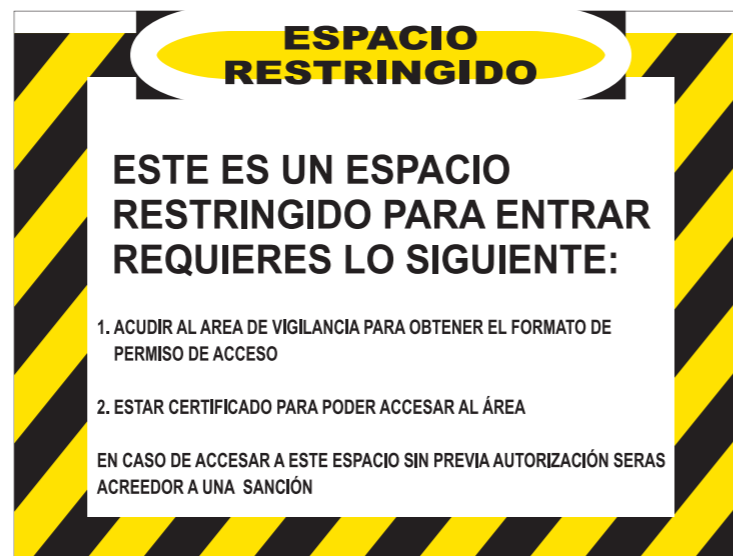 ESPACIO
RESTRINGIDO
ESTE ES UN ESPACIO
RESTRINGIDO PARA ENTRAR
REQUIERES LO SIGUIENTE:
1. ACUDIR AL AREA DE VIGILANCIA PARA OBTENER EL FORMATO DE
PERMISO DE ACCESO
2. ESTAR CERTIFICADO PARA PODER ACCESAR AL ÁREA
EN CASO DE ACCESAR A ESTE ESPACIO SIN PREVIA AUTORIZACIÓN SERAS
ACREEDOR A UNA SANCIÓN